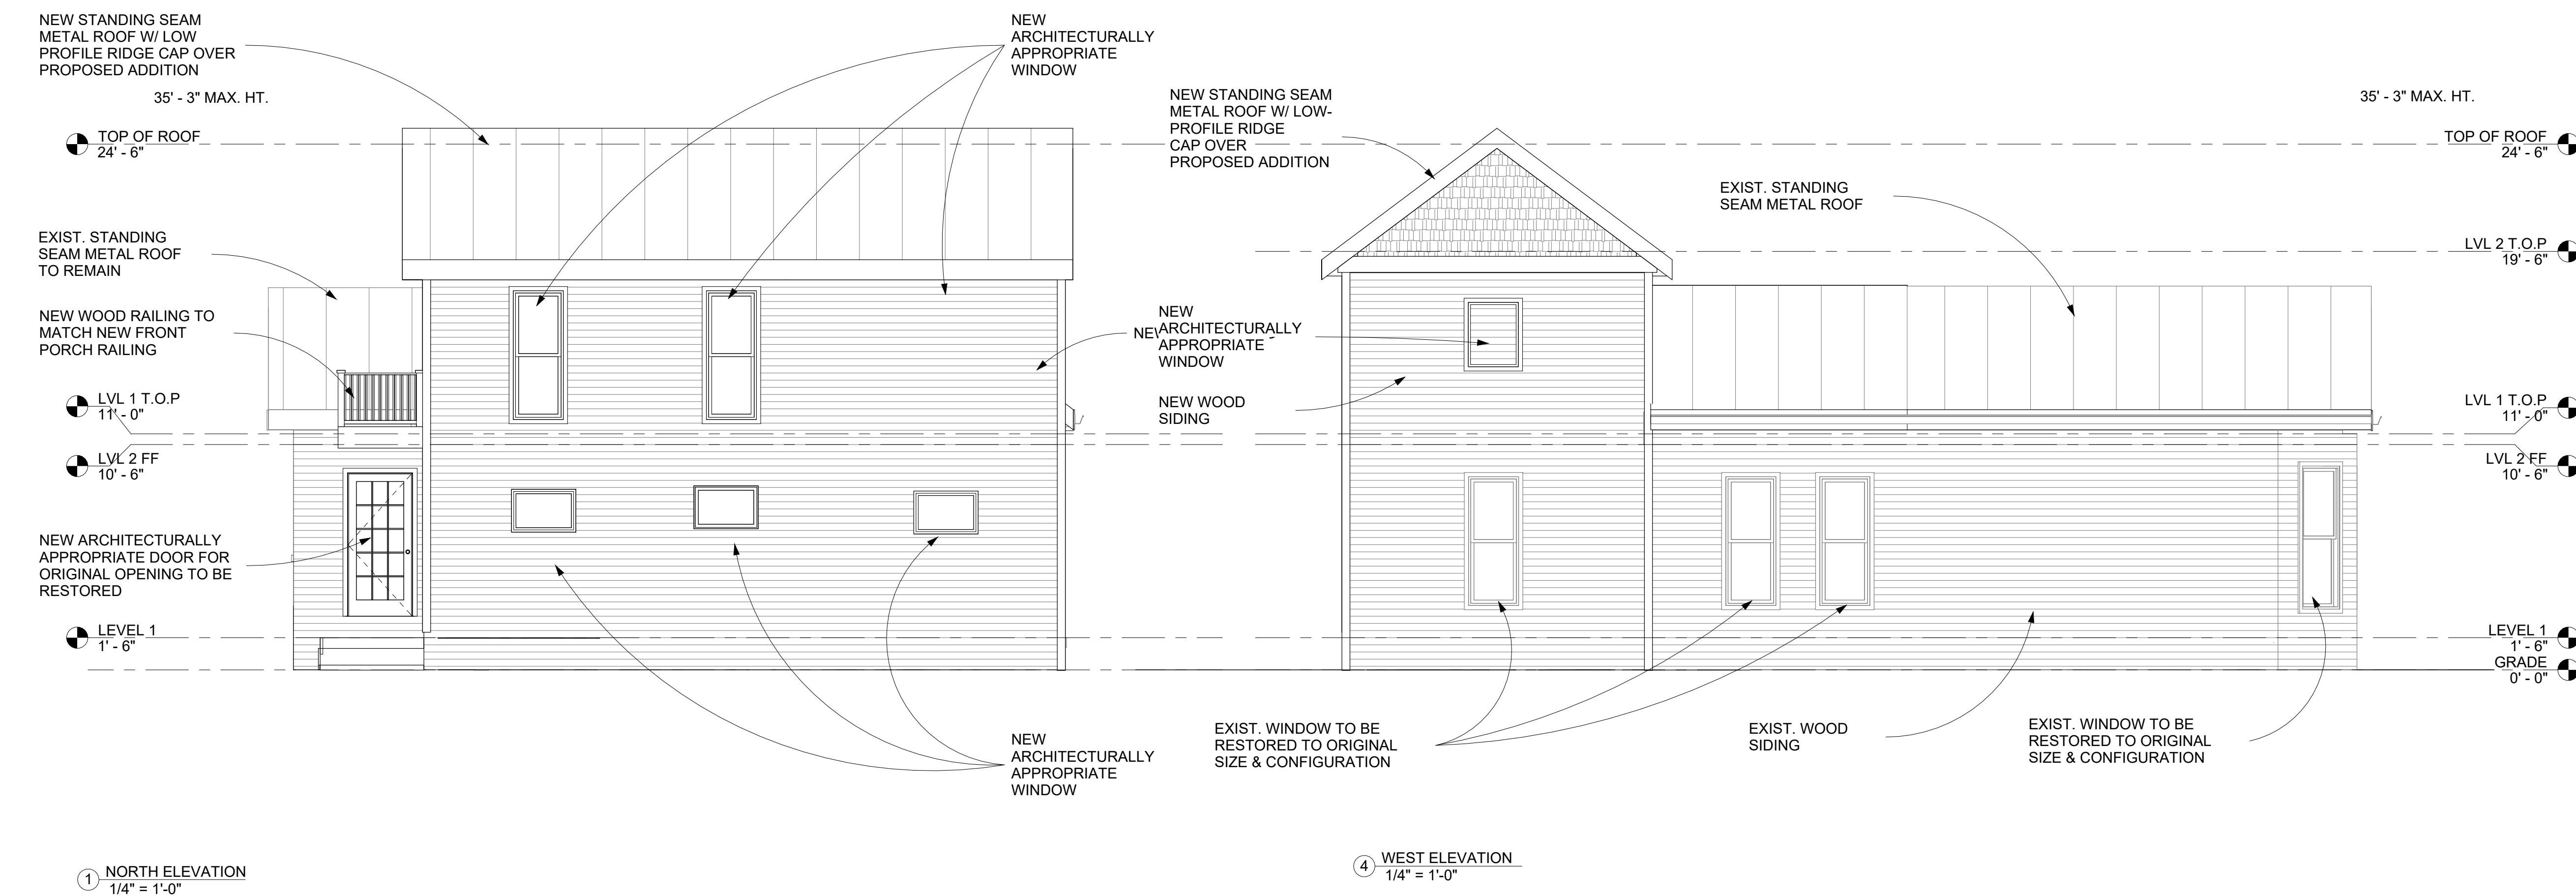 NEW STANDING SEAM
METAL ROOF W/ LOW
PROFILE RIDGE CAP OVER
PROPOSED ADDITION
35' - 3" MAX. HT.
TOP OF ROOF
24' - 6"
EXIST. STANDING
SEAM METAL ROOF
TO REMAIN
NEW WOOD RAILING TO
MATCH NEW FRONT
PORCH RAILING
LVL 1 T.O.P
11' - 0"
LVL 2 FF
10' - 6"
NEW ARCHITECTURALLY
APPROPRIATE DOOR FOR
ORIGINAL OPENING TO BE
RESTORED
LEVEL 1
1' - 6"
NEW
ARCHITECTURALLY
APPROPRIATE
WINDOW
NEW
ARCHITECTURALLY
APPROPRIATE
WINDOW
1 NORTH ELEVATION
1/4" = 1'-0"
NEW STANDING SEAM
METAL ROOF W/ LOW-
PROFILE RIDGE
CAP OVER
PROPOSED ADDITION
NEW
ARCHITECTURALLY
APPROPRIATE
WINDOW
NEW WOOD
SIDING
EXIST. STANDING
SEAM METAL ROOF
35' - 3" MAX. HT.
TOP OF ROOF
24' - 6"
LVL 2 T.O.P
19' - 6"
LVL 1 T.O.P
11' - 0"
LVL 2 FF
10' - 6"
LEVEL 1
1' - 6"
GRADE
0' - 0"
EXIST. WINDOW TO BE
RESTORED TO ORIGINAL
SIZE & CONFIGURATION
EXIST. WOOD
SIDING
EXIST. WINDOW TO BE
RESTORED TO ORIGINAL
SIZE & CONFIGURATION
4 WEST ELEVATION
1/4" = 1'-0"